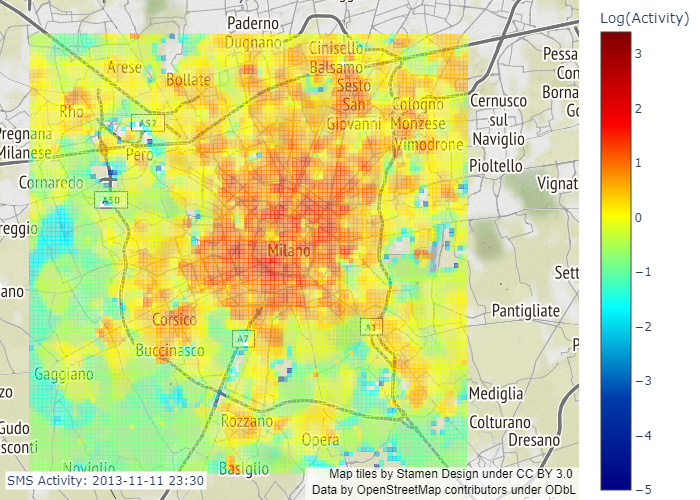 Paderno
Dugnano
Cinisello
Balsamo
Arese
Bollate
Sesto
San
Giovanni
Rho
Cologno
Monzese
Vimodrone
Cernusco
sul
Naviglio
Pessa
Con
Borna
Go
A52
Pregnana
Milanese
Pero
Pioltello
Cornaredo
Vignat
A50
reggio
Milano
Sett
ano
Pantigliate
Corsico
A7
Buccinasco
Gaggiano
Mediglia
zo
Rozzano
Colturano
Gudo
sconti
Opera
Dresano
Noviglio
Basiglio
SMS Activity: 2013-11-11 23:30
Map tiles by Stamen Design under CC BY 3.0
Data by OpenStreetMap contributors under ODbL
Log(Activity)
3
2
1
0
−1
−2
−3
−4
−5